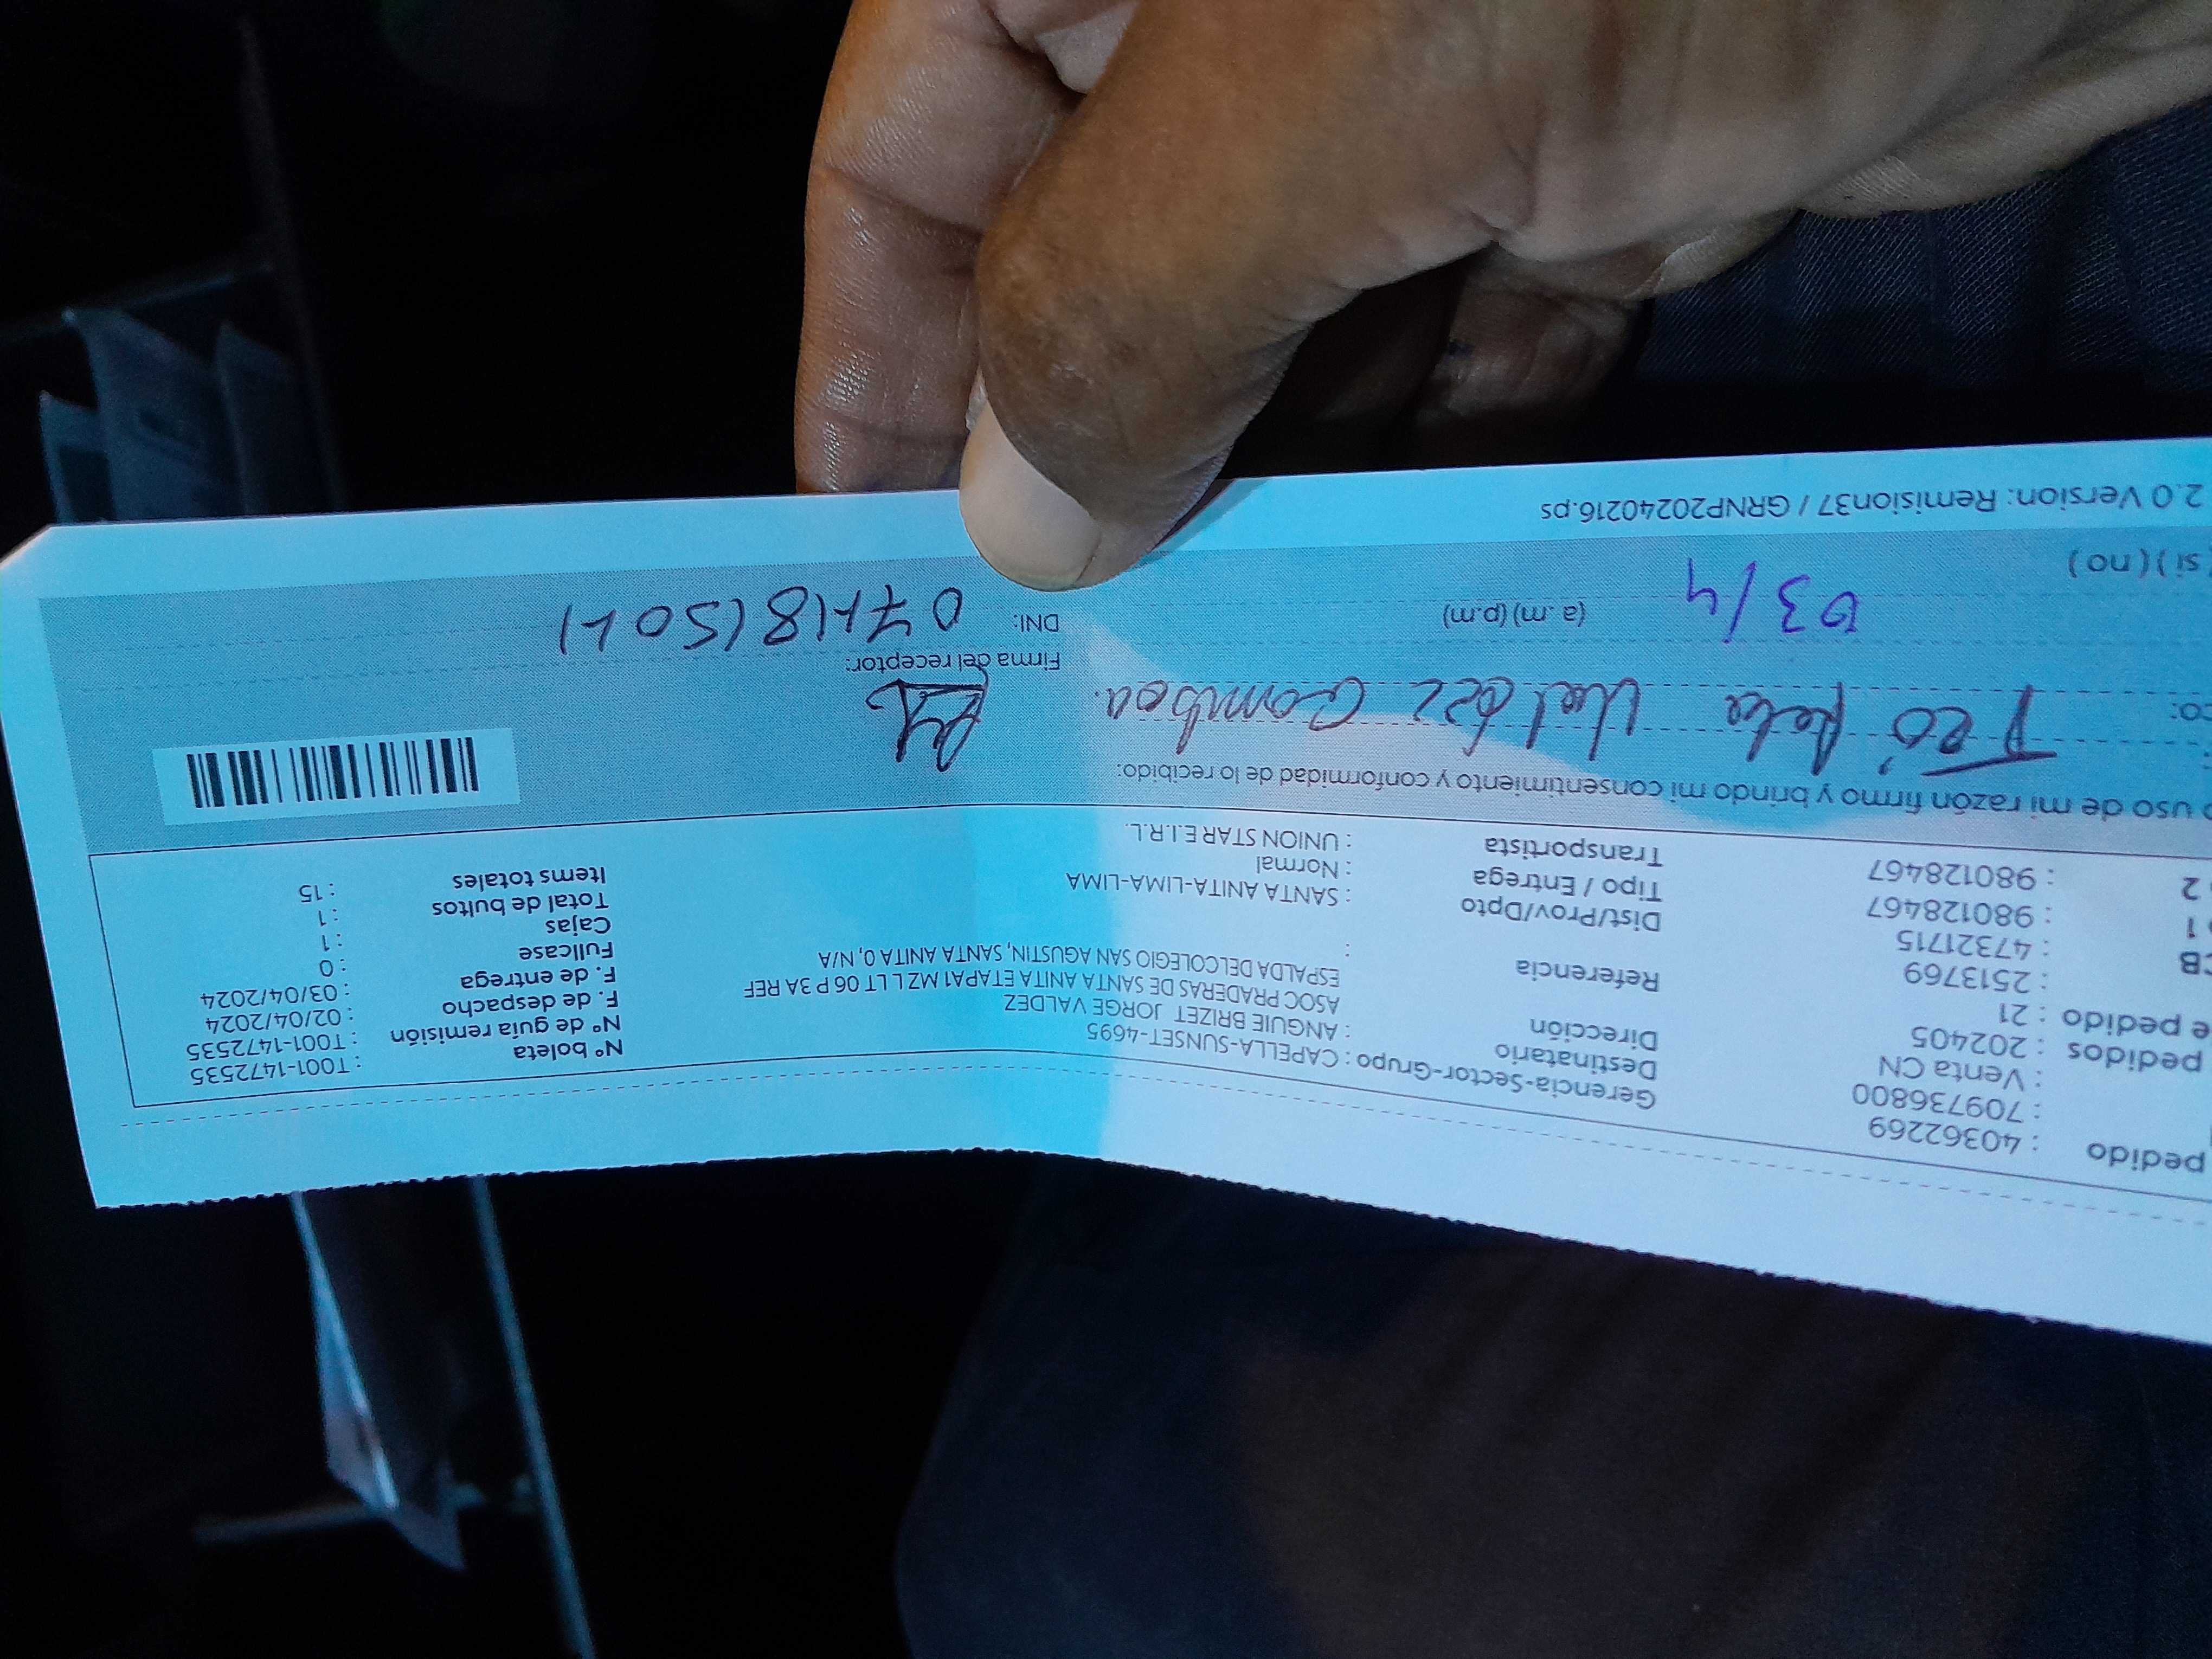 pedido : 40362269
: 709736800
: Venta CN
pedidos : 202405
e pedido : 21
: 2513769
CB : 47321715
1 : 980128467
2 : 980128467
Gerencia-Sector-Grupo : CAPELLA-SUNSET-4695
Destinatario : ANGUIE BRIZET JORGE VALDEZ
Dirección ASOC PRADERAS DE SANTA ANITA ETAPA1 MZ L LT 06 P 3A REF
ESPALDA DEL COLEGIO SAN AGUSTIN, SANTA ANITA 0, N/A
Referencia :
Dist/Prov/Dpto : SANTA ANITA-LIMA-LIMA
Tipo / Entrega : Normal
Transportista : UNION STAR E.I.R.L.
N° boleta : T001-1472535
N° de guía remisión : T001-1472535
F. de despacho : 02/04/2024
F. de entrega : 03/04/2024
Fullcase : 0
Cajas : 1
Total de bultos : 1
Items totales : 15
uso de mi razón firmo y brindo mi consentimiento y conformidad de lo recibido:
Gamboa.
Firma del receptor:
03/4
(a.m) (p.m)
DNI:
si ) ( no )
2.0 Version: Remision37 / GRNP20240216.ps